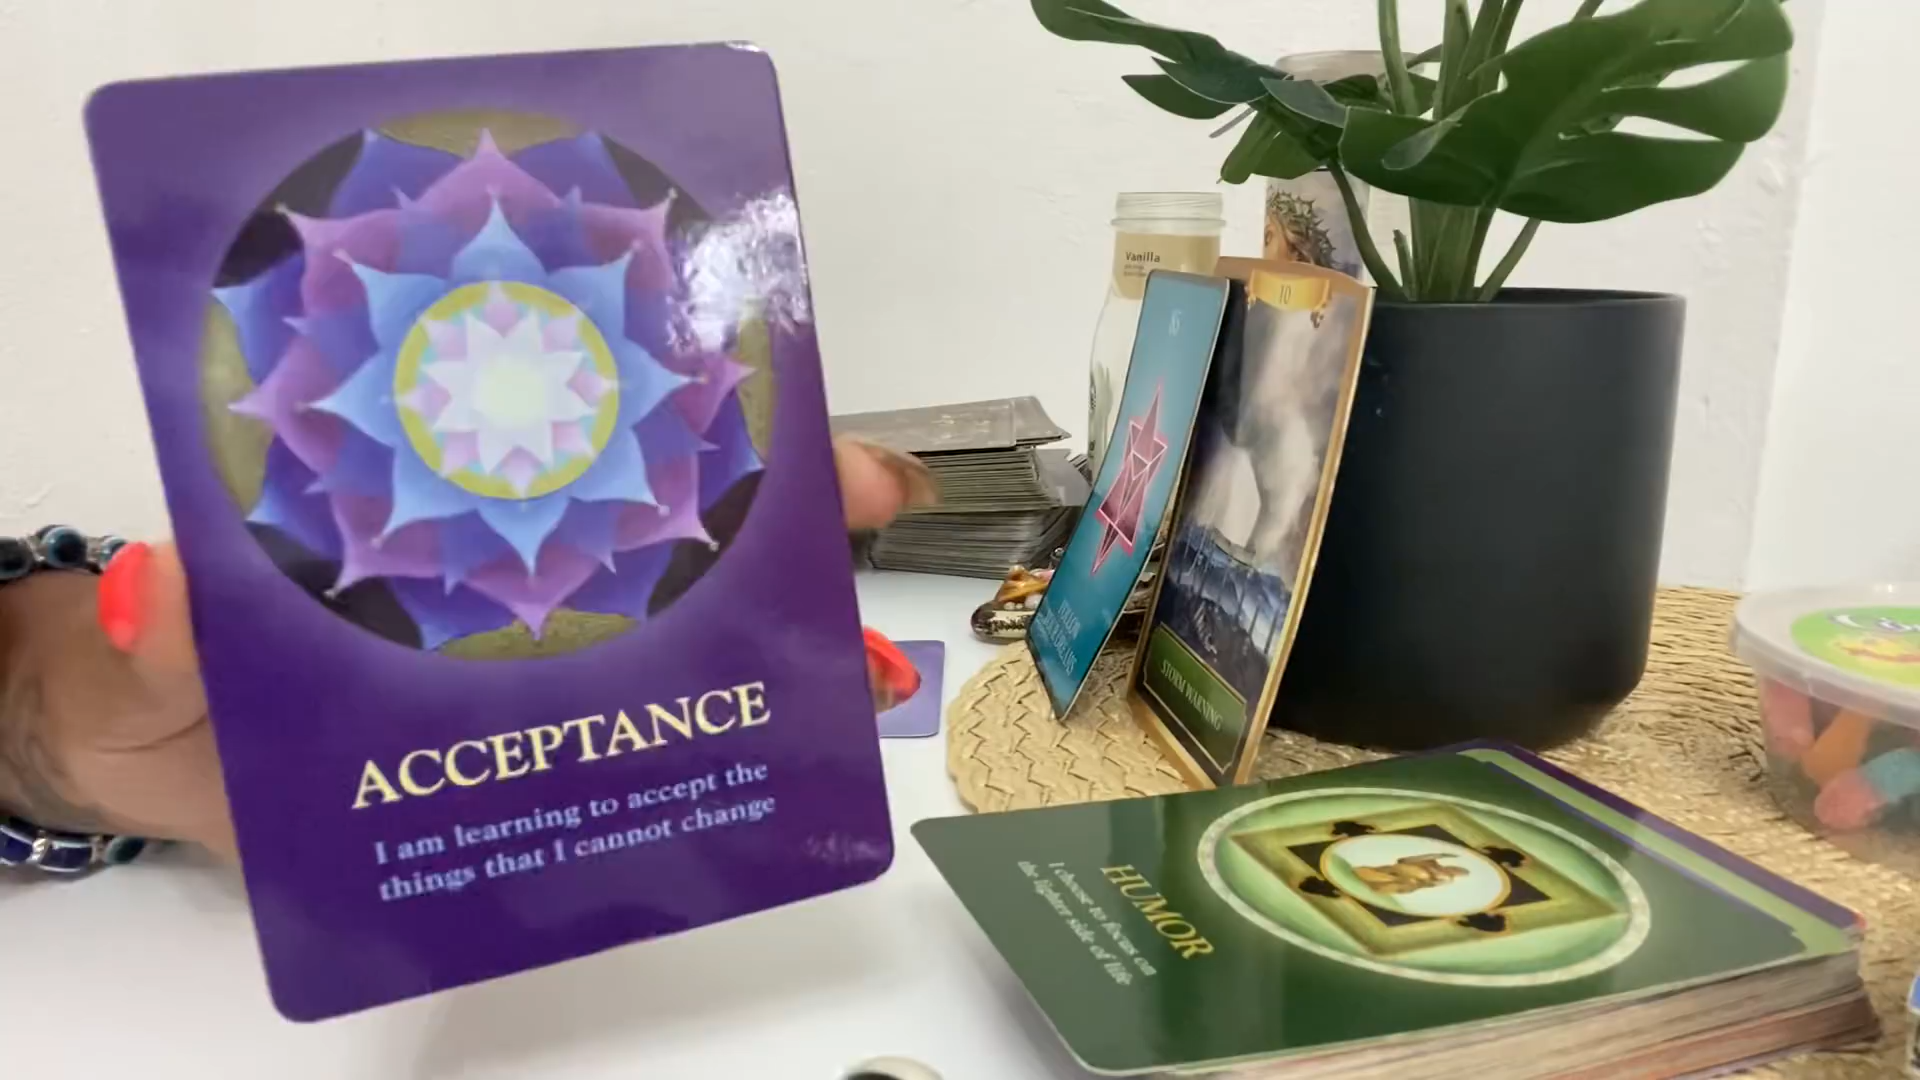 ACCEPTANCE
I am learning to accept the
things that I cannot change
Vanilla
10
STORM WARNING
HUMOR
I choose to focus on
the lighter side of life